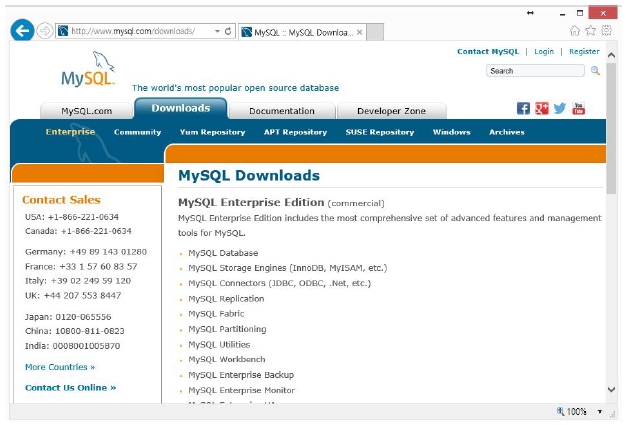 http://www.mysql.com/downloads/
MySQL :: MySQL Downloa...
Contact MySQL | Login | Register
Search
MySQL
The world's most popular open source database
MySQL.com
Downloads
Documentation
Developer Zone
Enterprise
Community
Yum Repository
APT Repository
SUSE Repository
Windows
Archives
MySQL Downloads
Contact Sales
USA: +1-866-221-0634
Canada: +1-866-221-0634
Germany: +49 89 143 01280
France: +33 1 57 60 83 57
Italy: +39 02 249 59 120
UK: +44 207 553 8447
Japan: 0120-065556
China: 10800-811-0823
India: 0008001005870
More Countries »
Contact Us Online »
MySQL Enterprise Edition (commercial)
MySQL Enterprise Edition includes the most comprehensive set of advanced features and management
tools for MySQL.
MySQL Database
MySQL Storage Engines (InnoDB, MyISAM, etc.)
MySQL Connectors (JDBC, ODBC, .Net, etc.)
MySQL Replication
MySQL Fabric
MySQL Partitioning
MySQL Utilities
MySQL Workbench
MySQL Enterprise Backup
MySQL Enterprise Monitor
100%